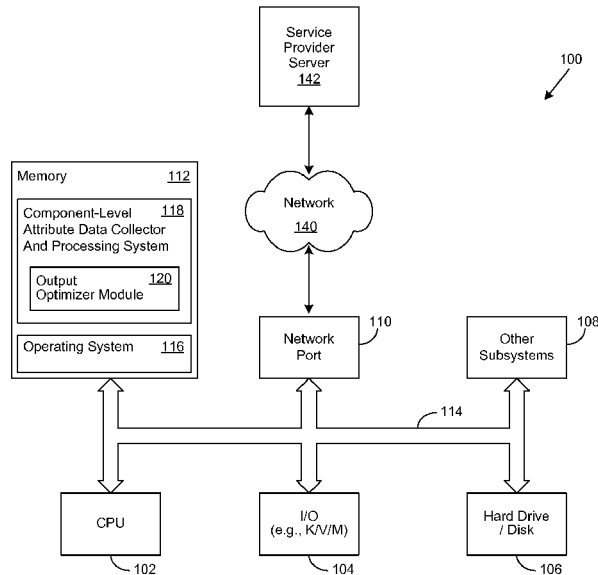 Service
Provider
Server
142
100
Memory 112
Component-Level 118
Attribute Data Collector
And Processing System
Output 120
Optimizer Module
Operating System 116
Network
140
Network
Port
110
Other
Subsystems
108
114
CPU
102
I/O
(e.g., K/V/M)
104
Hard Drive
/ Disk
106